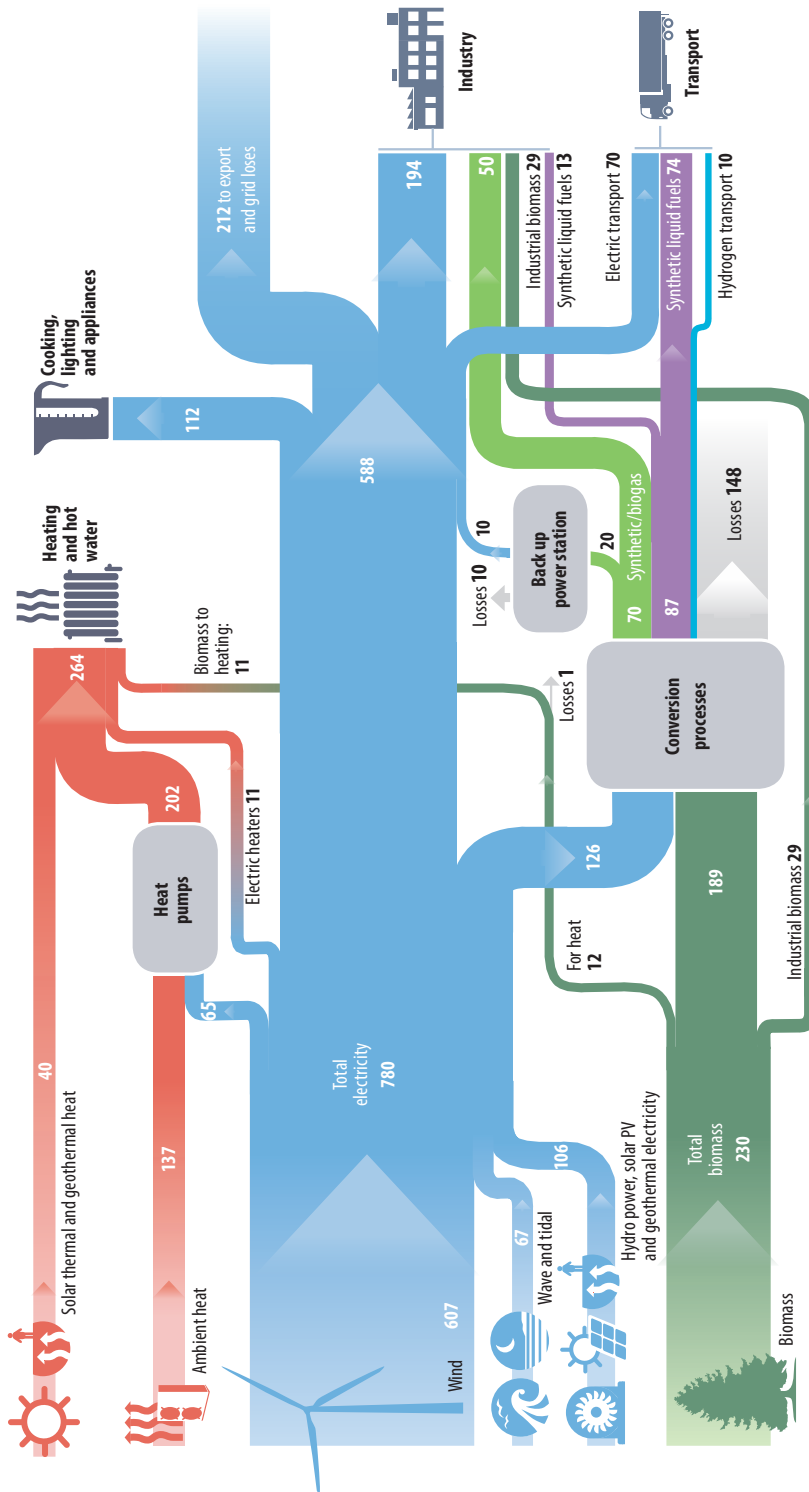 40
Solar thermal and geothermal heat
264
Heating
and hot
water
Cooking,
lighting
and appliances
137
Ambient heat
Heat
pumps
202
65
Electric heaters 11
Biomass to
heating:
11
112
212 to export
and grid loses
607
Wind
Total
electricity
780
588
194
Industry
67
Wave and tidal
106
Hydro power, solar PV
and geothermal electricity
126
For heat
12
Losses 1
Losses 10
10
Back up
power station
20
50
Industrial biomass 29
Synthetic liquid fuels 13
Electric transport 70
Synthetic liquid fuels 74
Hydrogen transport 10
Transport
70
Synthetic/biogas
87
Losses 148
Conversion
processes
189
Total
biomass
230
Biomass
Industrial biomass 29